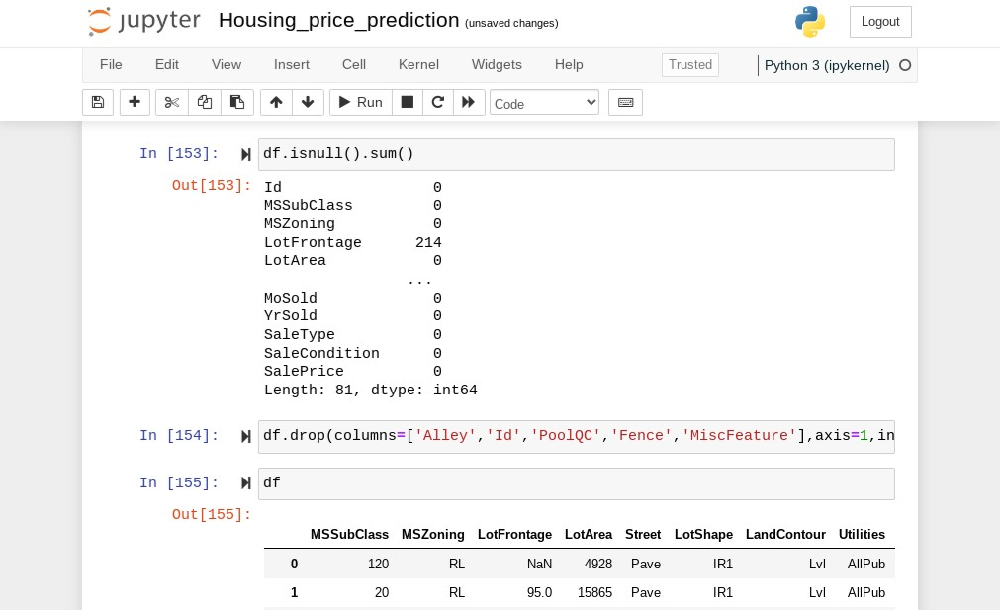 jupyter Housing_price_prediction (unsaved changes) Logout
File Edit View Insert Cell Kernel Widgets Help Trusted Python 3 (ipykernel)
Run Code
In [153]: df.isnull().sum()
Out[153]: Id 0
MSSubClass 0
MSZoning 0
LotFrontage 214
LotArea 0
...
MoSold 0
YrSold 0
SaleType 0
SaleCondition 0
SalePrice 0
Length: 81, dtype: int64
In [154]: df.drop(columns=['Alley','Id','PoolQC','Fence','MiscFeature'],axis=1,in
In [155]: df
Out[155]:
MSSubClass MSZoning LotFrontage LotArea Street LotShape LandContour Utilities
0 120 RL NaN 4928 Pave IR1 Lvl AllPub
1 20 RL 95.0 15865 Pave IR1 Lvl AllPub